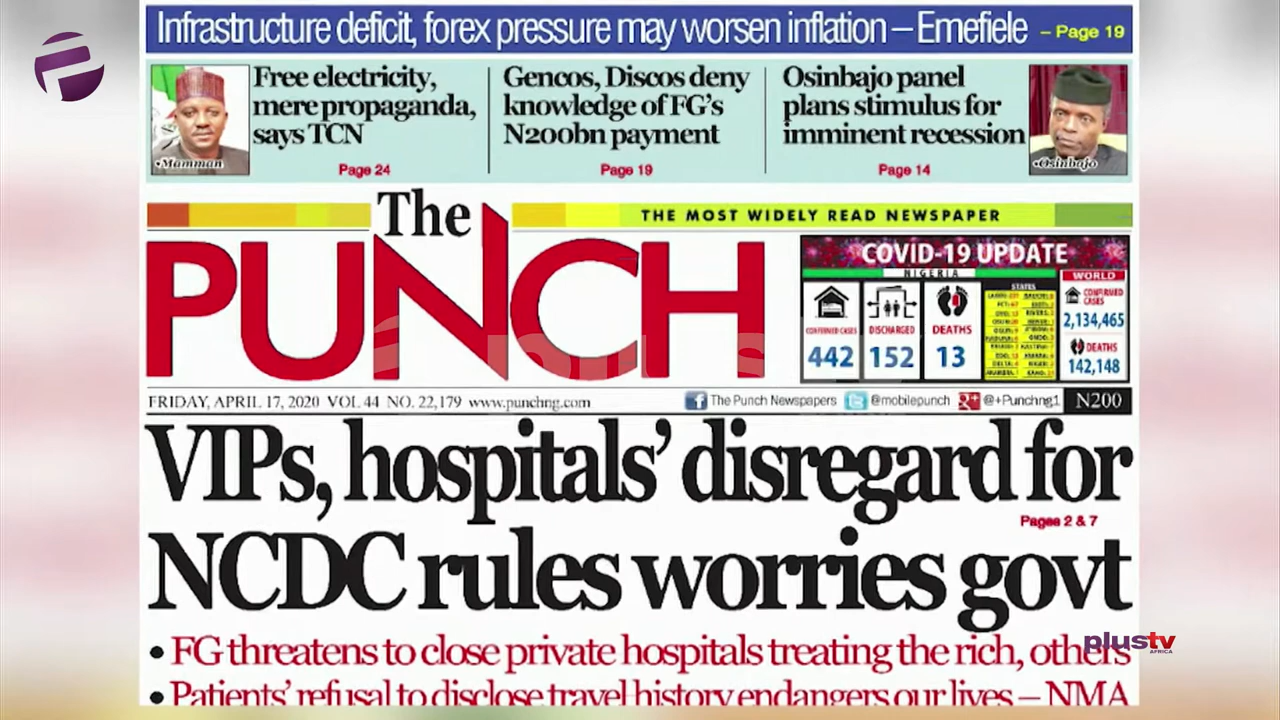 Infrastructure deficit, forex pressure may worsen inflation – Emefiele – Page 19
Free electricity,
mere propaganda,
says TCN
Page 24
•Mamman
Gencos, Discos deny
knowledge of FG's
N200bn payment
Page 19
Osinbajo panel
plans stimulus for
imminent recession
Page 14
•Osinbajo
The
PUNCH
THE MOST WIDELY READ NEWSPAPER
COVID-19 UPDATE
NIGERIA
CONFIRMED CASES
442
DISCHARGED
152
DEATHS
13
STATES
WORLD
CONFIRMED
CASES
2,134,465
DEATHS
142,148
FRIDAY, APRIL 17, 2020 VOL. 44 NO. 22,179 www.punchng.com
The Punch Newspapers @mobilepunch @+Punchng1 N200
VIPs, hospitals' disregard for
Pages 2 & 7
NCDC rules worries govt
• FG threatens to close private hospitals treating the rich, others
• Patients' refusal to disclose travel history endangers our lives – NMA
plustv
AFRICA